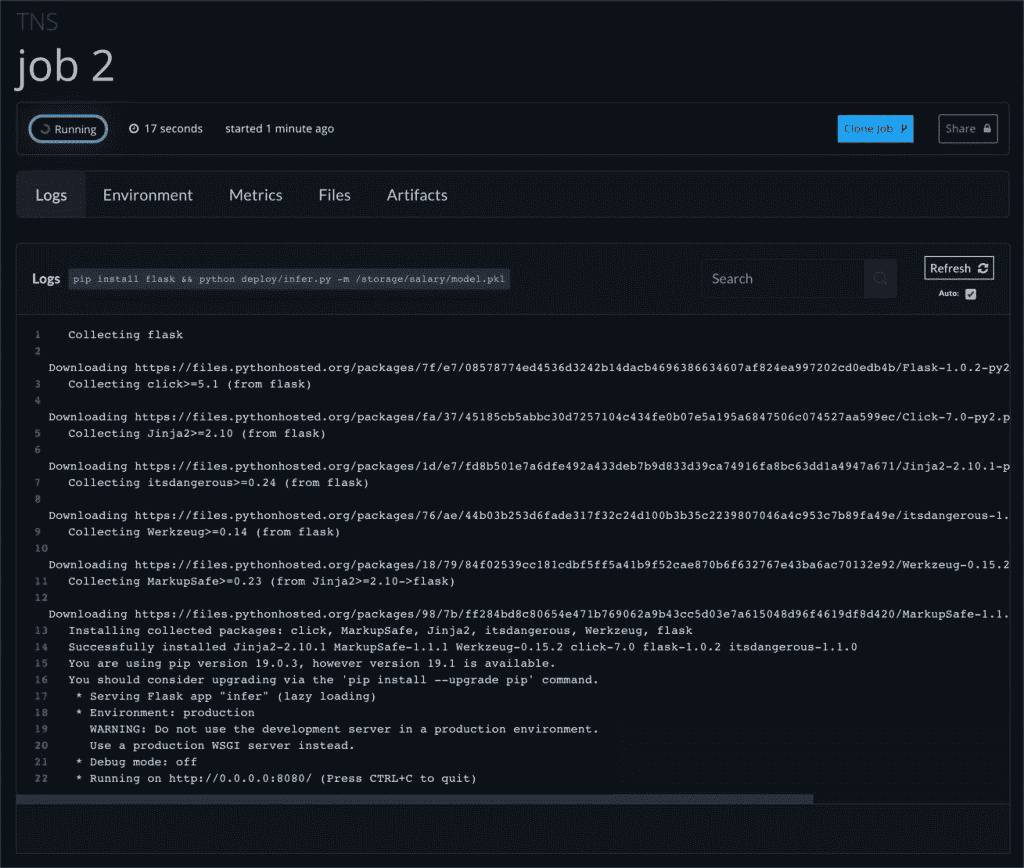 TNS
job 2
Running 17 seconds started 1 minute ago Clone Job Share
Logs Environment Metrics Files Artifacts
Logs pip install flask && python deploy/infer.py -m /storage/salary/model.pkl Search Refresh
Auto:
1 Collecting flask
2
Downloading https://files.pythonhosted.org/packages/7f/e7/08578774ed4536d3242b14dacb4696386634607af824ea997202cd0edb4b/Flask-1.0.2-py2
3 Collecting click>=5.1 (from flask)
4
Downloading https://files.pythonhosted.org/packages/fa/37/45185cb5abbc30d7257104c434fe0b07e5a195a6847506c074527aa599ec/Click-7.0-py2.p
5 Collecting Jinja2>=2.10 (from flask)
6
Downloading https://files.pythonhosted.org/packages/1d/e7/fd8b501e7a6dfe492a433deb7b9d833d39ca74916fa8bc63dd1a4947a671/Jinja2-2.10.1-p
7 Collecting itsdangerous>=0.24 (from flask)
8
Downloading https://files.pythonhosted.org/packages/76/ae/44b03b253d6fade317f32c24d100b3b35c2239807046a4c953c7b89fa49e/itsdangerous-1.
9 Collecting Werkzeug>=0.14 (from flask)
10
Downloading https://files.pythonhosted.org/packages/18/79/84f02539cc181cdbf5ff5a41b9f52cae870b6f632767e43ba6ac70132e92/Werkzeug-0.15.2
11 Collecting MarkupSafe>=0.23 (from Jinja2>=2.10->flask)
12
Downloading https://files.pythonhosted.org/packages/98/7b/ff284bd8c80654e471b769062a9b43cc5d03e7a615048d96f4619df8d420/MarkupSafe-1.1.
13 Installing collected packages: click, MarkupSafe, Jinja2, itsdangerous, Werkzeug, flask
14 Successfully installed Jinja2-2.10.1 MarkupSafe-1.1.1 Werkzeug-0.15.2 click-7.0 flask-1.0.2 itsdangerous-1.1.0
15 You are using pip version 19.0.3, however version 19.1 is available.
16 You should consider upgrading via the 'pip install --upgrade pip' command.
17 * Serving Flask app "infer" (lazy loading)
18 * Environment: production
19 WARNING: Do not use the development server in a production environment.
20 Use a production WSGI server instead.
21 * Debug mode: off
22 * Running on http://0.0.0.0:8080/ (Press CTRL+C to quit)